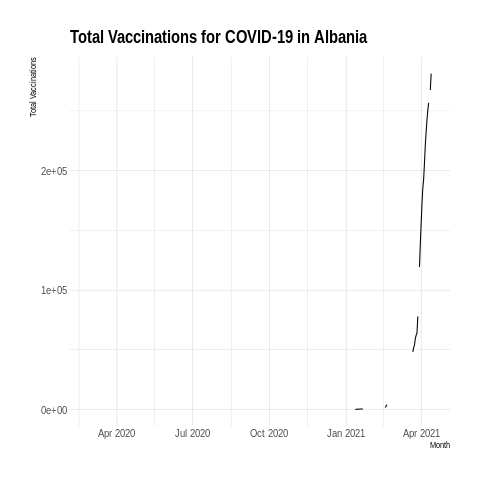 Total Vaccinations for COVID-19 in Albania
Total Vaccinations
2e+05
1e+05
0e+00
Apr 2020 Jul 2020 Oct 2020 Jan 2021 Apr 2021
Month